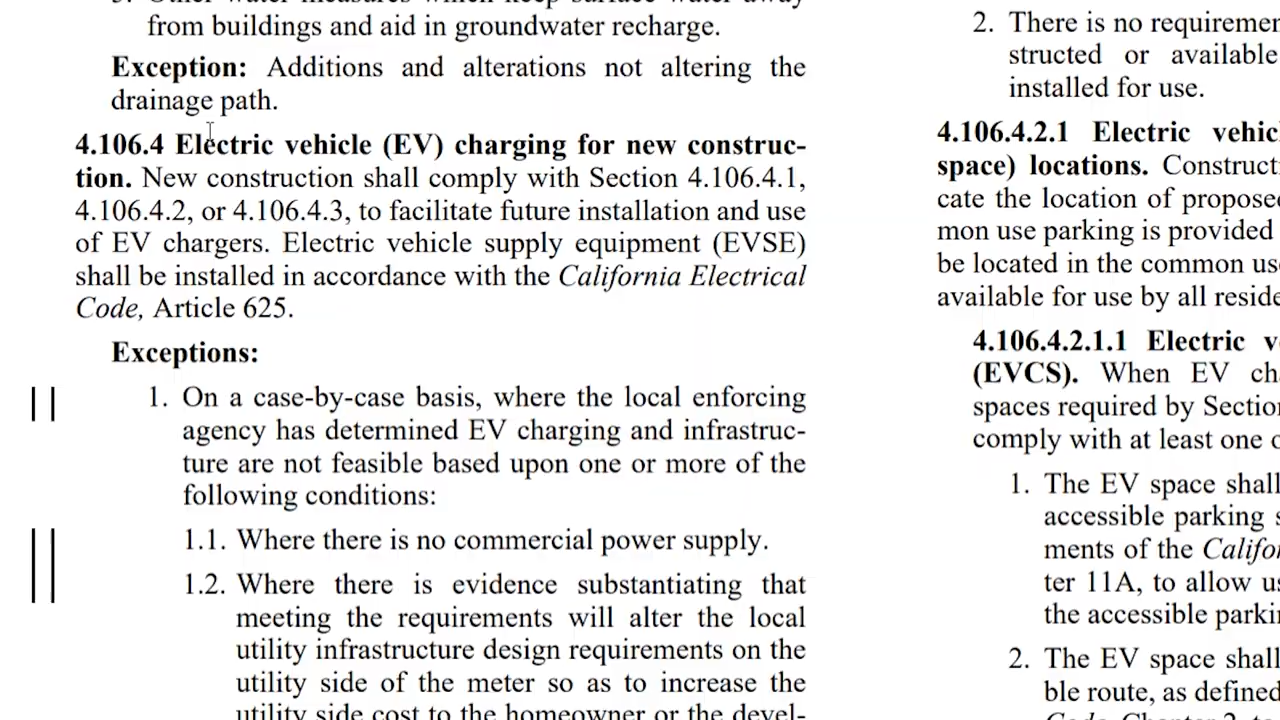 from buildings and aid in groundwater recharge.
Exception: Additions and alterations not altering the
drainage path.
4.106.4 Electric vehicle (EV) charging for new construc-
tion. New construction shall comply with Section 4.106.4.1,
4.106.4.2, or 4.106.4.3, to facilitate future installation and use
of EV chargers. Electric vehicle supply equipment (EVSE)
shall be installed in accordance with the California Electrical
Code, Article 625.
Exceptions:
1. On a case-by-case basis, where the local enforcing
agency has determined EV charging and infrastruc-
ture are not feasible based upon one or more of the
following conditions:
1.1. Where there is no commercial power supply.
1.2. Where there is evidence substantiating that
meeting the requirements will alter the local
utility infrastructure design requirements on the
utility side of the meter so as to increase the
utility side cost to the homeowner or the devel-
2. There is no requiremen
structed or available
installed for use.
4.106.4.2.1 Electric vehic
space) locations. Constructi
cate the location of propose
mon use parking is provided
be located in the common us
available for use by all reside
4.106.4.2.1.1 Electric v
(EVCS). When EV ch
spaces required by Section
comply with at least one o
1. The EV space shall
accessible parking s
ments of the Califor
ter 11A, to allow us
the accessible parki
2. The EV space shall
ble route, as defined